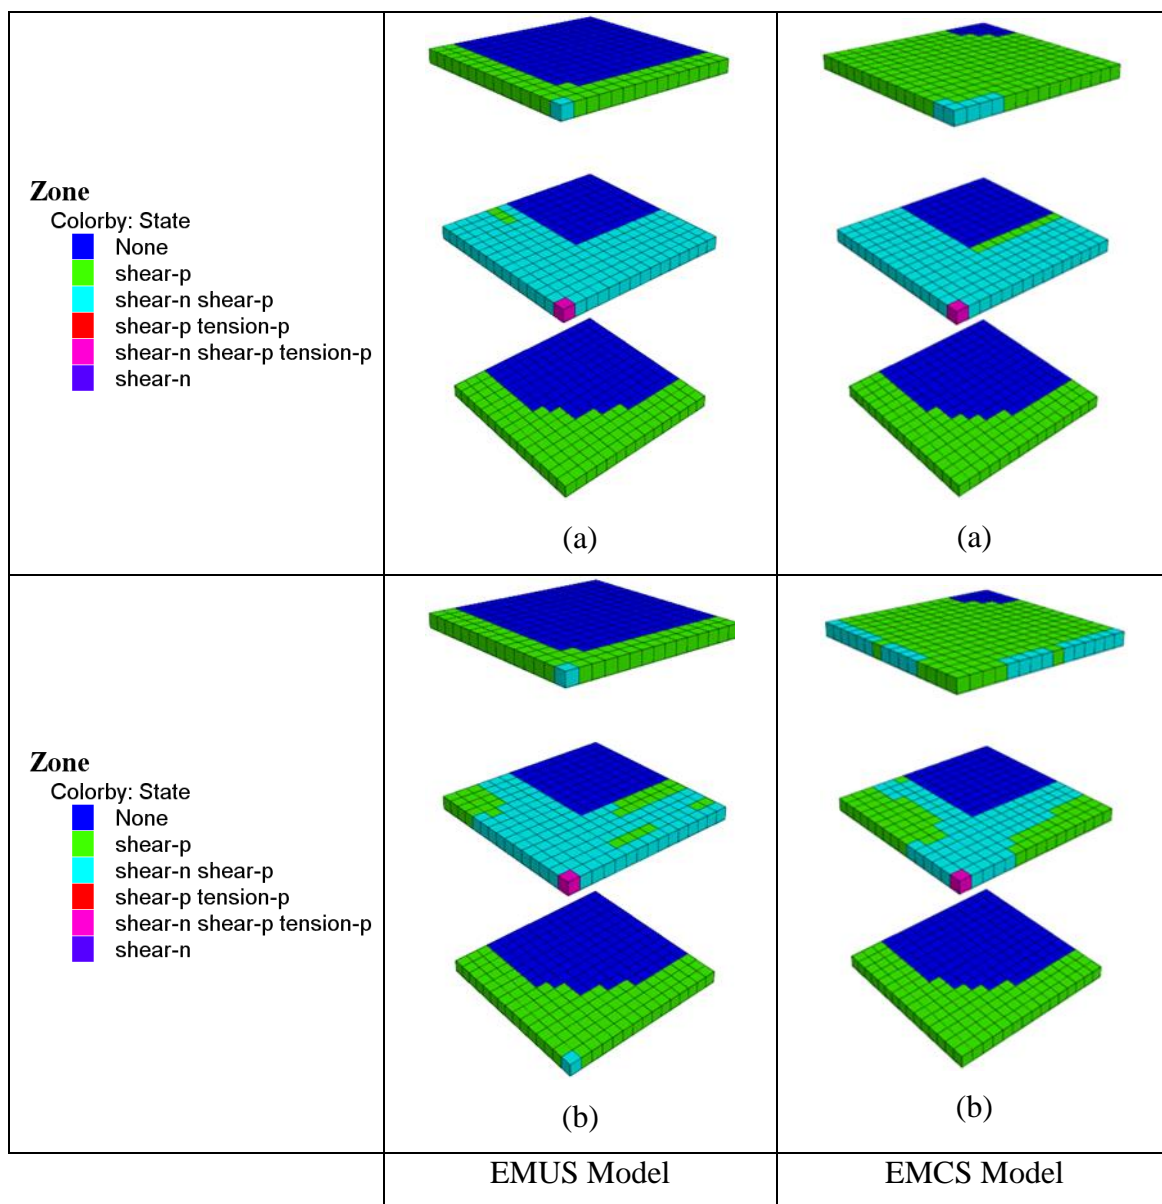 Zone
Colorby: State
None
shear-p
shear-n shear-p
shear-p tension-p
shear-n shear-p tension-p
shear-n
(a)
(a)
Zone
Colorby: State
None
shear-p
shear-n shear-p
shear-p tension-p
shear-n shear-p tension-p
shear-n
(b)
(b)
EMUS Model
EMCS Model